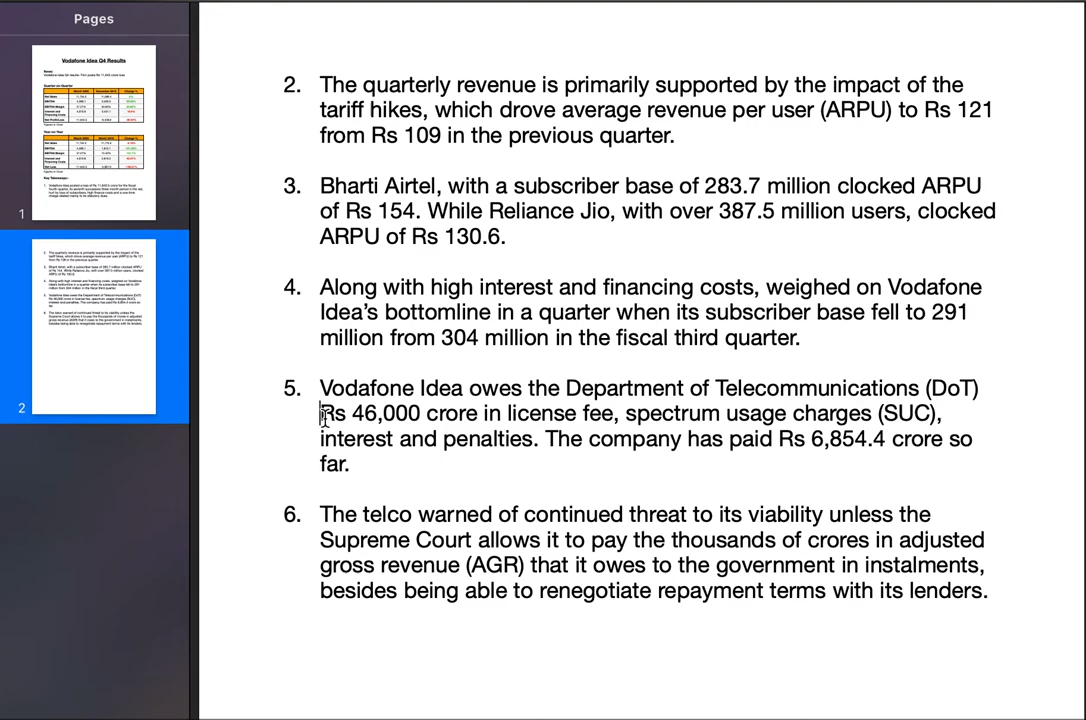 Pages
Vodafone Idea Q4 Results
1
2
2. The quarterly revenue is primarily supported by the impact of the
tariff hikes, which drove average revenue per user (ARPU) to Rs 121
from Rs 109 in the previous quarter.
3. Bharti Airtel, with a subscriber base of 283.7 million clocked ARPU
of Rs 154. While Reliance Jio, with over 387.5 million users, clocked
ARPU of Rs 130.6.
4. Along with high interest and financing costs, weighed on Vodafone
Idea’s bottomline in a quarter when its subscriber base fell to 291
million from 304 million in the fiscal third quarter.
5. Vodafone Idea owes the Department of Telecommunications (DoT)
Rs 46,000 crore in license fee, spectrum usage charges (SUC),
interest and penalties. The company has paid Rs 6,854.4 crore so
far.
6. The telco warned of continued threat to its viability unless the
Supreme Court allows it to pay the thousands of crores in adjusted
gross revenue (AGR) that it owes to the government in instalments,
besides being able to renegotiate repayment terms with its lenders.